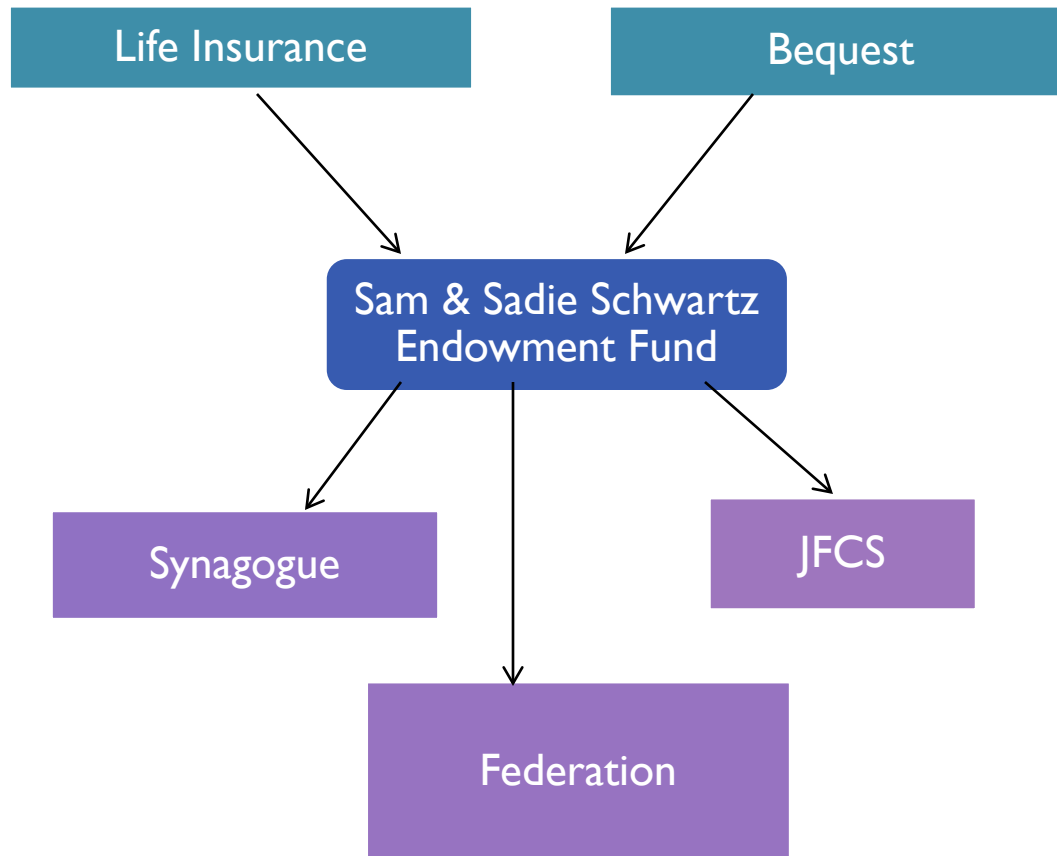 Life Insurance
Bequest
Sam & Sadie Schwartz
Endowment Fund
Synagogue
JFCS
Federation